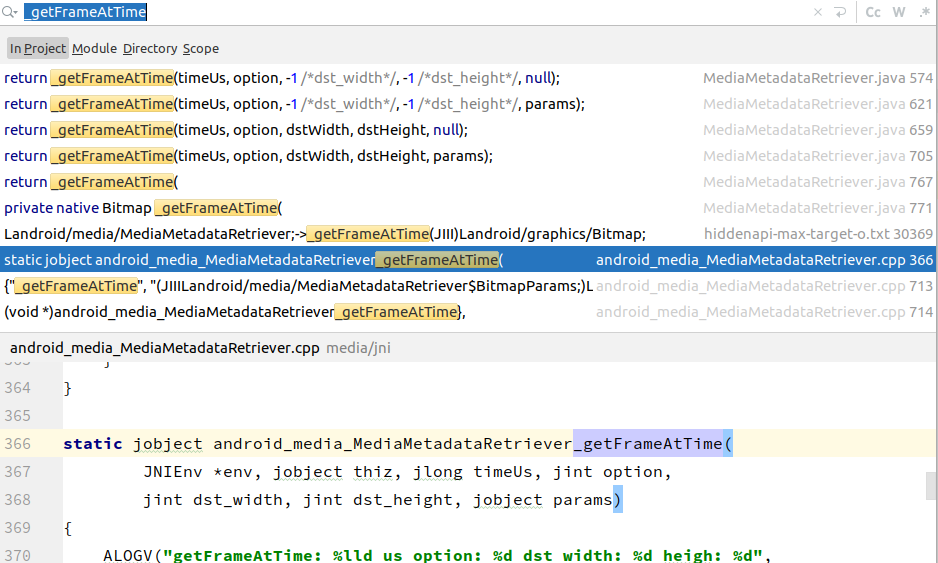 _getFrameAtTime Cc W .*
In Project Module Directory Scope
return _getFrameAtTime(timeUs, option, -1 /*dst_width*/, -1 /*dst_height*/, null); MediaMetadataRetriever.java 574
return _getFrameAtTime(timeUs, option, -1 /*dst_width*/, -1 /*dst_height*/, params); MediaMetadataRetriever.java 621
return _getFrameAtTime(timeUs, option, dstWidth, dstHeight, null); MediaMetadataRetriever.java 659
return _getFrameAtTime(timeUs, option, dstWidth, dstHeight, params); MediaMetadataRetriever.java 705
return _getFrameAtTime( MediaMetadataRetriever.java 767
private native Bitmap _getFrameAtTime( MediaMetadataRetriever.java 771
Landroid/media/MediaMetadataRetriever;->_getFrameAtTime(JIII)Landroid/graphics/Bitmap; hiddenapi-max-target-o.txt 30369
static jobject android_media_MediaMetadataRetriever_getFrameAtTime( android_media_MediaMetadataRetriever.cpp 366
{"_getFrameAtTime", "(JIIILandroid/media/MediaMetadataRetriever$BitmapParams;)L android_media_MediaMetadataRetriever.cpp 713
(void *)android_media_MediaMetadataRetriever_getFrameAtTime}, android_media_MediaMetadataRetriever.cpp 714
android_media_MediaMetadataRetriever.cpp media/jni
364 }
365
366 static jobject android_media_MediaMetadataRetriever_getFrameAtTime(
367 JNIEnv *env, jobject thiz, jlong timeUs, jint option,
368 jint dst_width, jint dst_height, jobject params)
369 {
370 ALOGV("getFrameAtTime: %lld us option: %d dst width: %d heigh: %d",